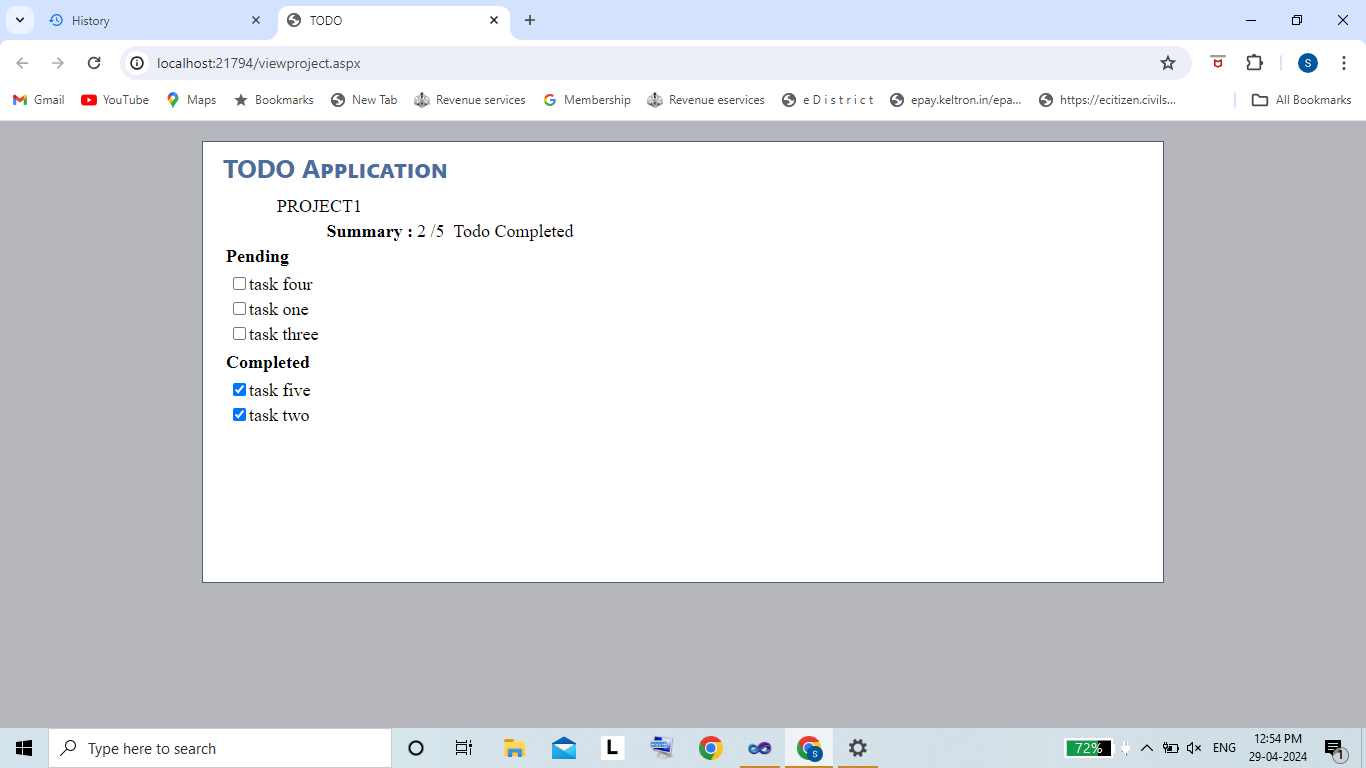 History
TODO
localhost:21794/viewproject.aspx
S
Gmail YouTube Maps Bookmarks New Tab Revenue services Membership Revenue eservices e D i s t r i c t epay.keltron.in/epa... https://ecitizen.civils... All Bookmarks
TODO Application
PROJECT1
Summary : 2 /5 Todo Completed
Pending
task four
task one
task three
Completed
task five
task two
Type here to search
L
S
72%
ENG
12:54 PM
29-04-2024
1